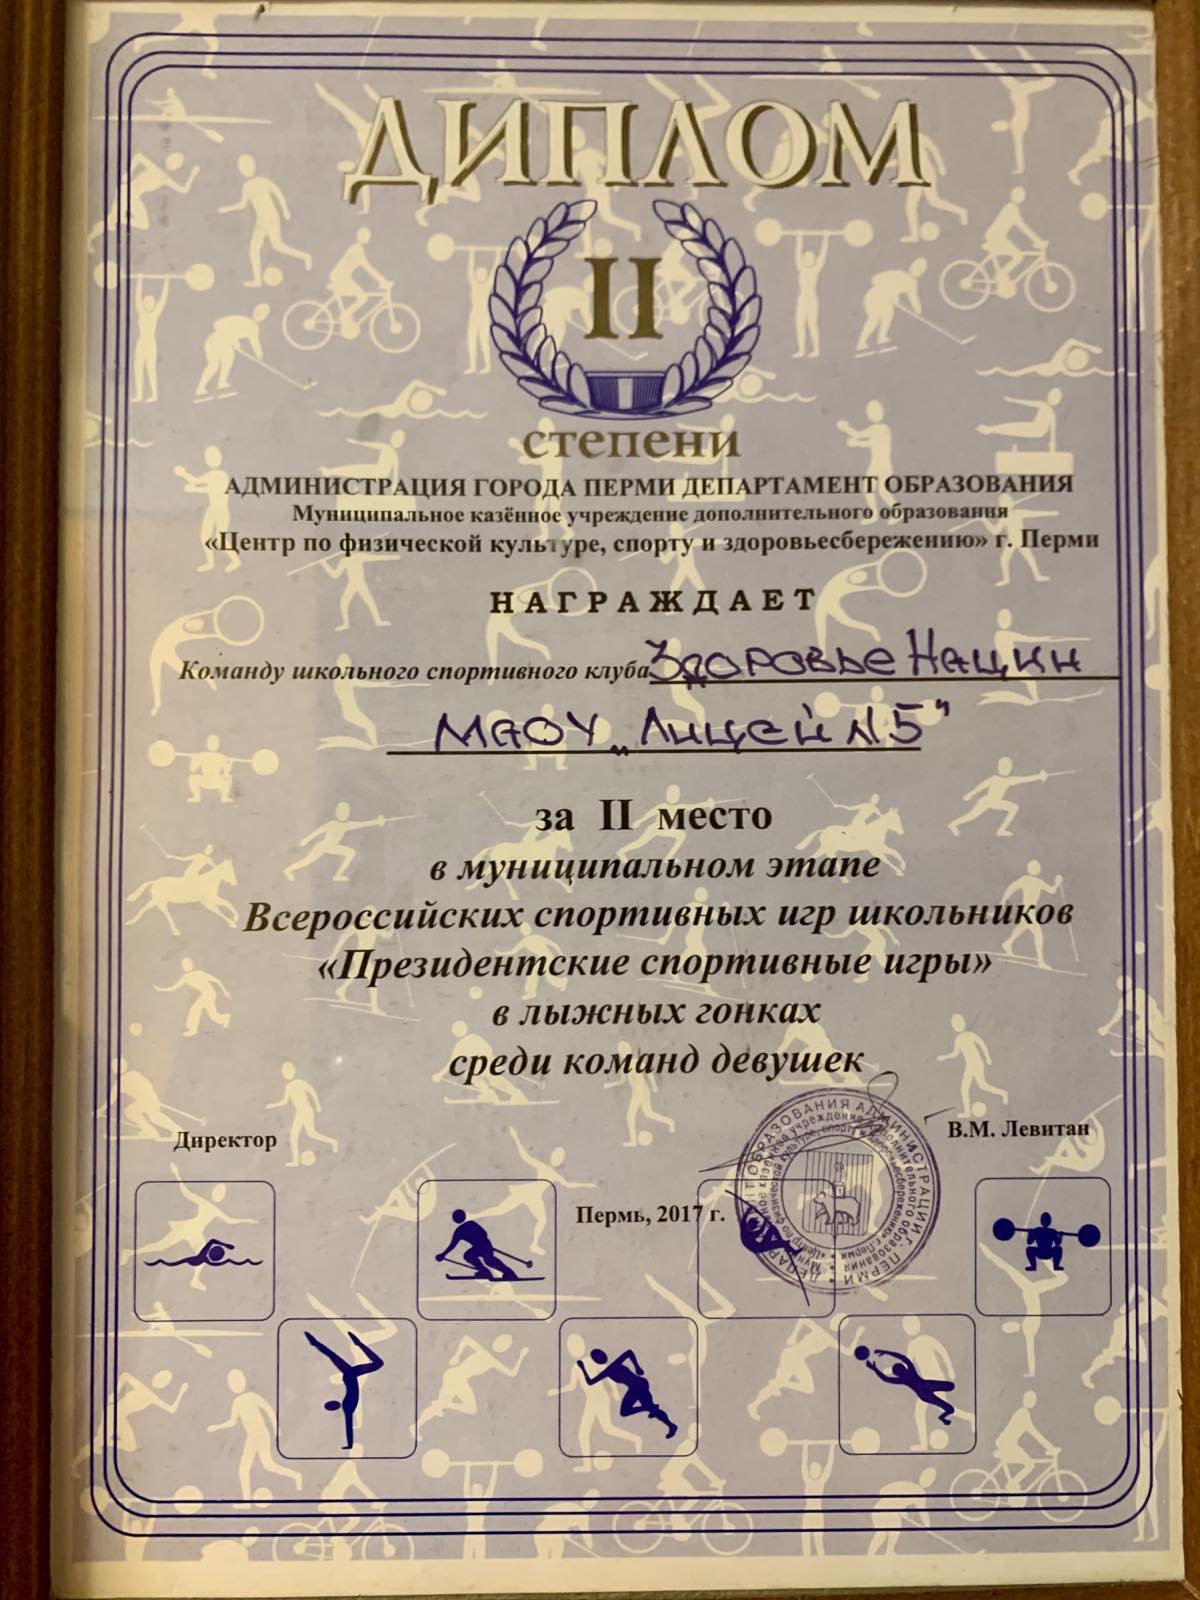 ДИПЛОМ
II
степени
АДМИНИСТРАЦИЯ ГОРОДА ПЕРМИ ДЕПАРТАМЕНТ ОБРАЗОВАНИЯ
Муниципальное казённое учреждение дополнительного образования
«Центр по физической культуре, спорту и здоровьесбережению» г. Перми
НАГРАЖДАЕТ
Команду школьного спортивного клуба Здоровье Нации
МАОУ „Лицей №5"
за II место
в муниципальном этапе
Всероссийских спортивных игр школьников
«Президентские спортивные игры»
в лыжных гонках
среди команд девушек
Директор
В.М. Левитан
Пермь, 2017 г.